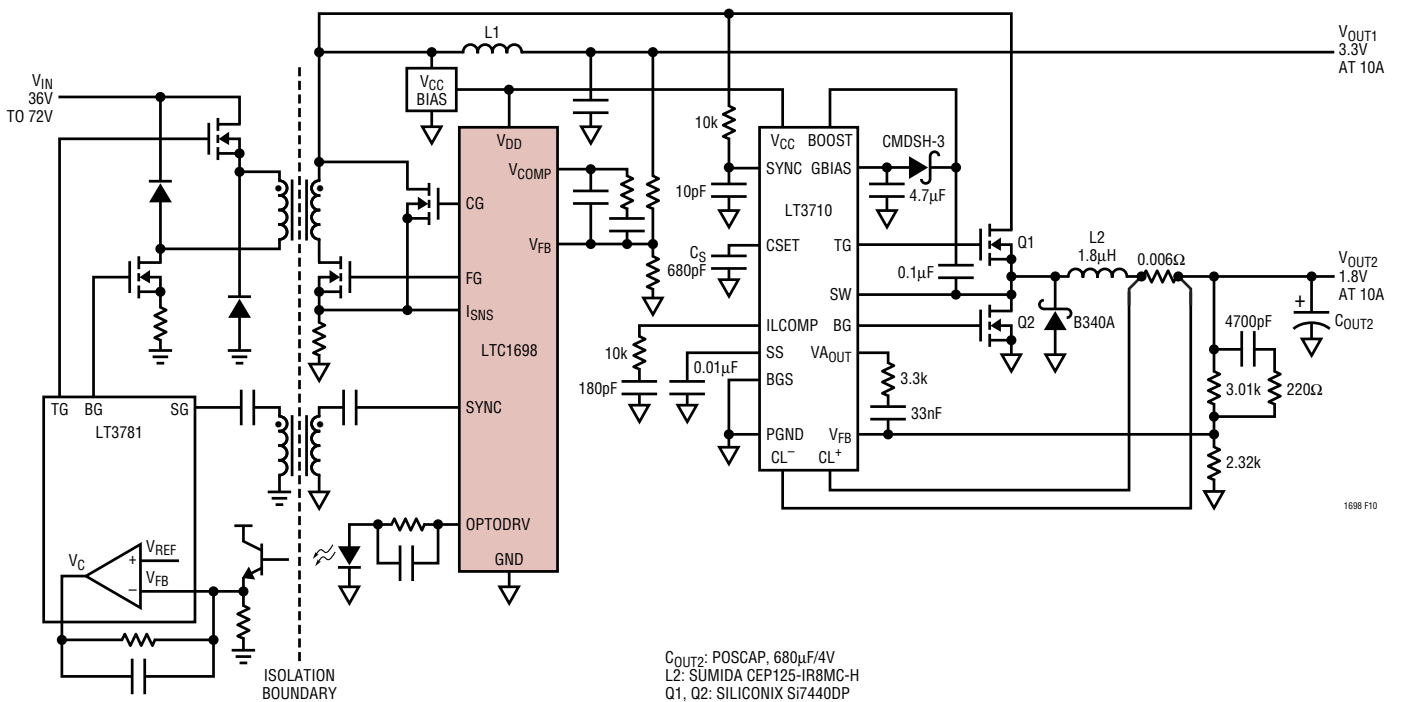 L1
VOUT1
3.3V
AT 10A
VIN
36V
TO 72V
VCC
BIAS
VDD
VCOMP
CG
VFB
FG
ISNS
LTC1698
SYNC
OPTODRV
GND
10k
10pF
CS
680pF
VCC
BOOST
SYNC
GBIAS
LT3710
CSET
TG
SW
ILCOMP
BG
SS
VAOUT
BGS
PGND
VFB
CL–
CL+
CMDSH-3
4.7µF
0.1µF
Q1
Q2
L2
1.8µH
0.006Ω
B340A
VOUT2
1.8V
AT 10A
+
COUT2
4700pF
3.01k
220Ω
2.32k
10k
180pF
0.01µF
3.3k
33nF
TG
BG
SG
LT3781
VC
VREF
+
VFB
–
ISOLATION
BOUNDARY
COUT2: POSCAP, 680µF/4V
L2: SUMIDA CEP125-IR8MC-H
Q1, Q2: SILICONIX Si7440DP
1698 F10